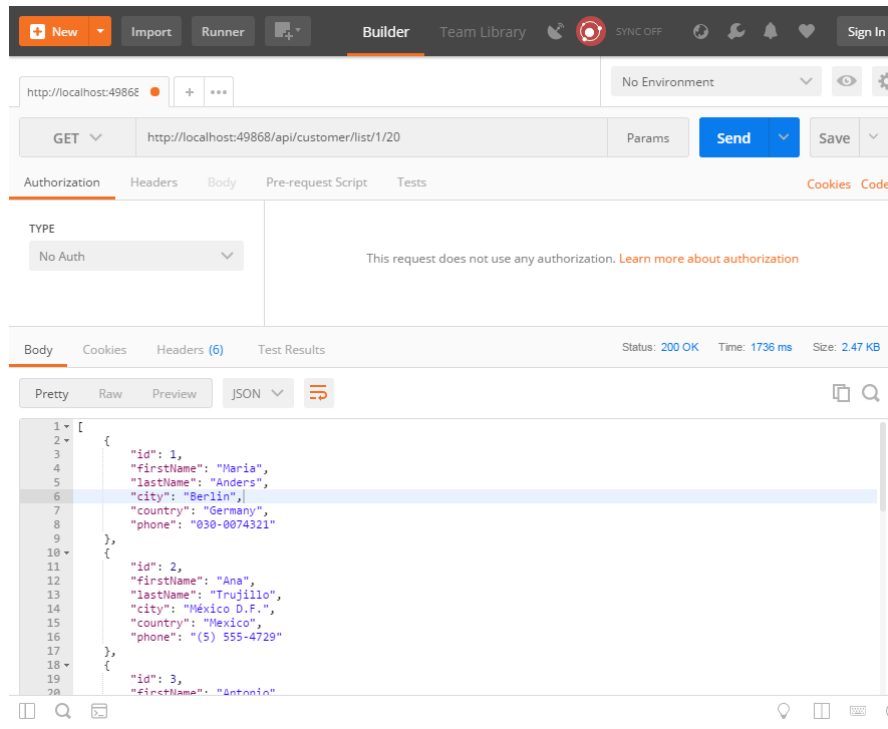 New Import Runner Builder Team Library SYNC OFF Sign In
http://localhost:4986 + ••• No Environment
GET http://localhost:49868/api/customer/list/1/20 Params Send Save
Authorization Headers Body Pre-request Script Tests Cookies Code
TYPE
No Auth
This request does not use any authorization. Learn more about authorization
Body Cookies Headers (6) Test Results Status: 200 OK Time: 1736 ms Size: 2.47 KB
Pretty Raw Preview JSON
1 [
2 {
3 "id": 1,
4 "firstName": "Maria",
5 "lastName": "Anders",
6 "city": "Berlin",
7 "country": "Germany",
8 "phone": "030-0074321"
9 },
10 {
11 "id": 2,
12 "firstName": "Ana",
13 "lastName": "Trujillo",
14 "city": "México D.F.",
15 "country": "Mexico",
16 "phone": "(5) 555-4729"
17 },
18 {
19 "id": 3,
20 "firstName": "Antonio"